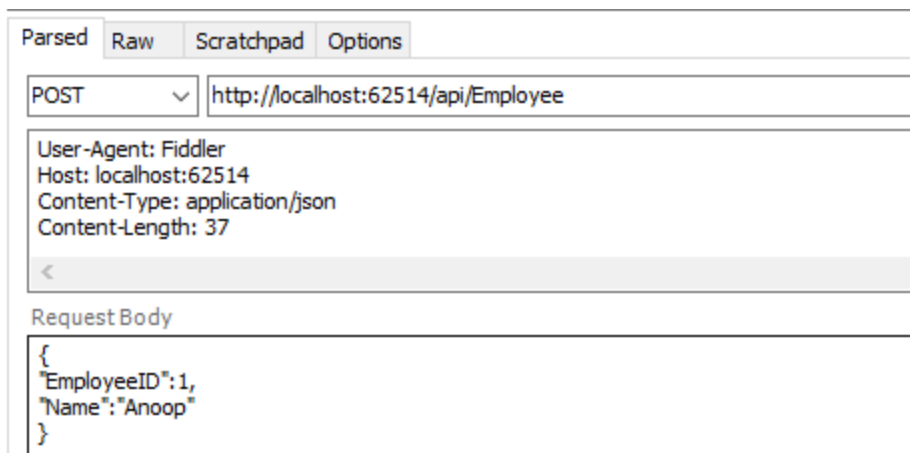 Parsed Raw Scratchpad Options
POST http://localhost:62514/api/Employee
User-Agent: Fiddler
Host: localhost:62514
Content-Type: application/json
Content-Length: 37
Request Body
{
"EmployeeID":1,
"Name":"Anoop"
}